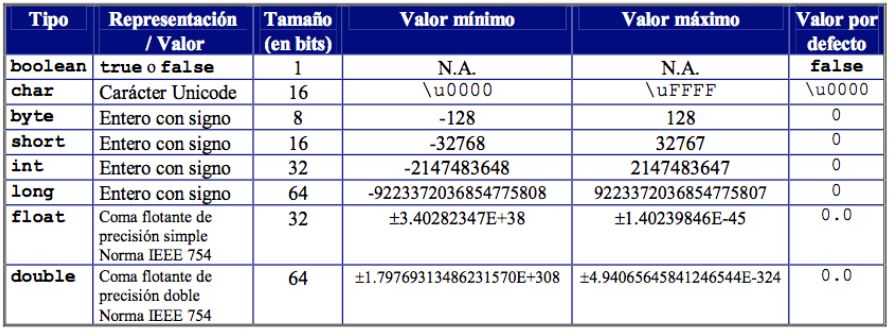 Tipo Representación / Valor Tamaño (en bits) Valor mínimo Valor máximo Valor por defecto
boolean true o false 1 N.A. N.A. false
char Carácter Unicode 16 \u0000 \uFFFF \u0000
byte Entero con signo 8 -128 128 0
short Entero con signo 16 -32768 32767 0
int Entero con signo 32 -2147483648 2147483647 0
long Entero con signo 64 -9223372036854775808 9223372036854775807 0
float Coma flotante de 32 ±3.40282347E+38 ±1.40239846E-45 0.0
precisión simple
Norma IEEE 754
double Coma flotante de 64 ±1.79769313486231570E+308 ±4.94065645841246544E-324 0.0
precisión doble
Norma IEEE 754